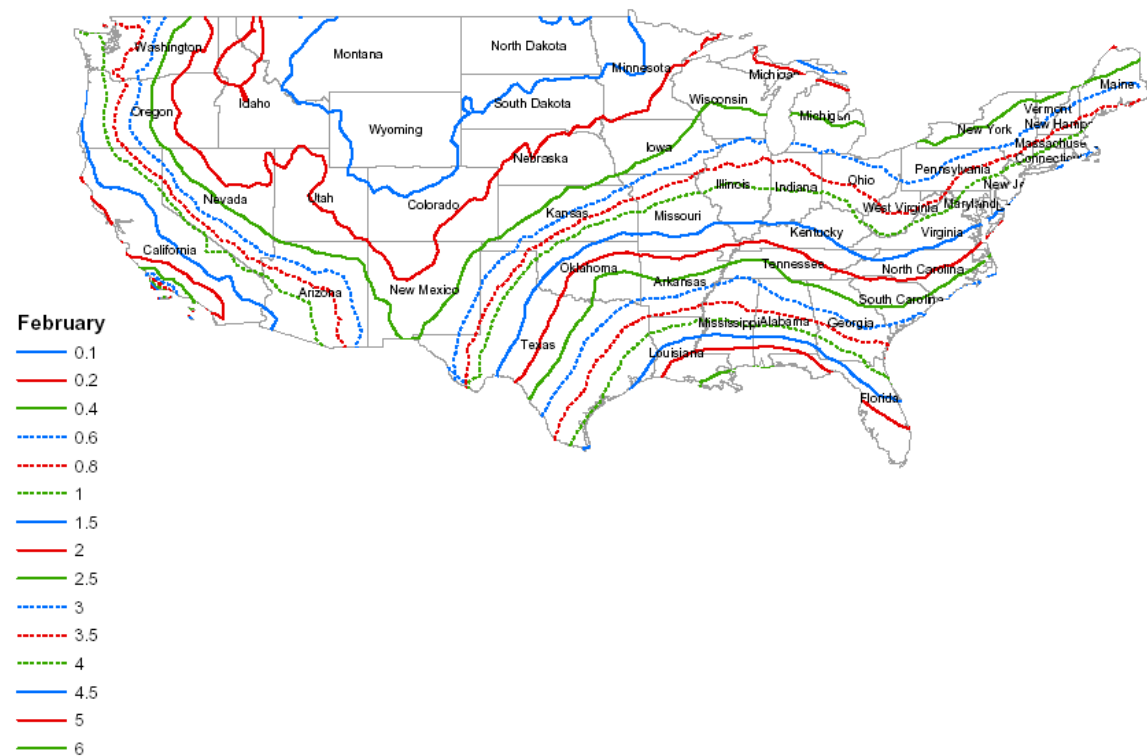 Washington
Montana
North Dakota
Minnesota
Michiga
Maine
Idaho
South Dakota
Wisconsin
Vermont
Oregon
Michigan
New Hamp
Wyoming
New York
Massachuse
Iowa
Connection
Nebraska
Pennsylvania
Ohio
New Je
Utah
Colorado
Illinois
Indiana
Nevada
Kansas
West Virginia
Maryland
Missouri
Kentucky
Virginia
California
Oklahoma
Tennessee
North Carolina
New Mexico
Arizona
Arkansas
South Carolina
February
Mississippi
Alabama
Georgia
Texas
Louisiana
Florida
0.1
0.2
0.4
0.6
0.8
1
1.5
2
2.5
3
3.5
4
4.5
5
6